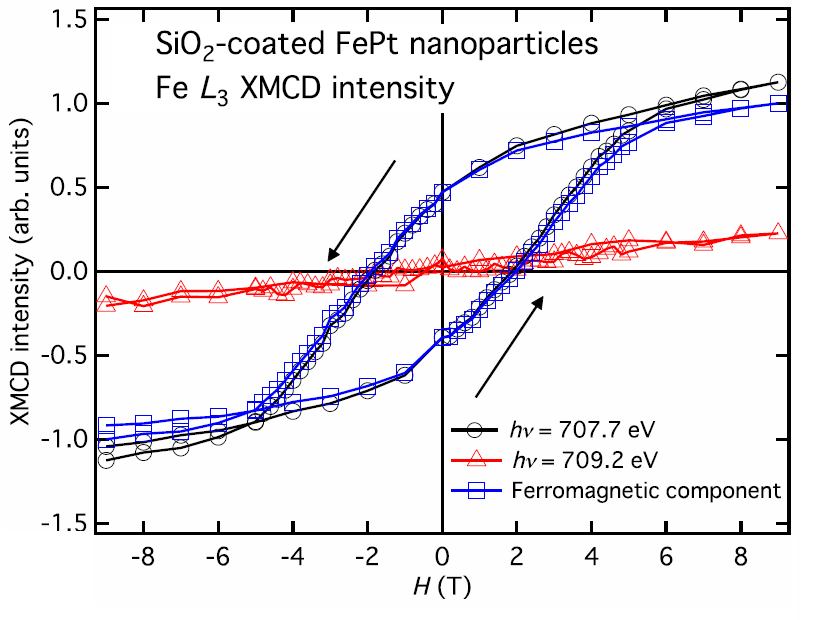 SiO2-coated FePt nanoparticles
Fe L3 XMCD intensity
XMCD intensity (arb. units)
1.5
1.0
0.5
0.0
-0.5
-1.0
-1.5
hν = 707.7 eV
hν = 709.2 eV
Ferromagnetic component
-8 -6 -4 -2 0 2 4 6 8
H (T)